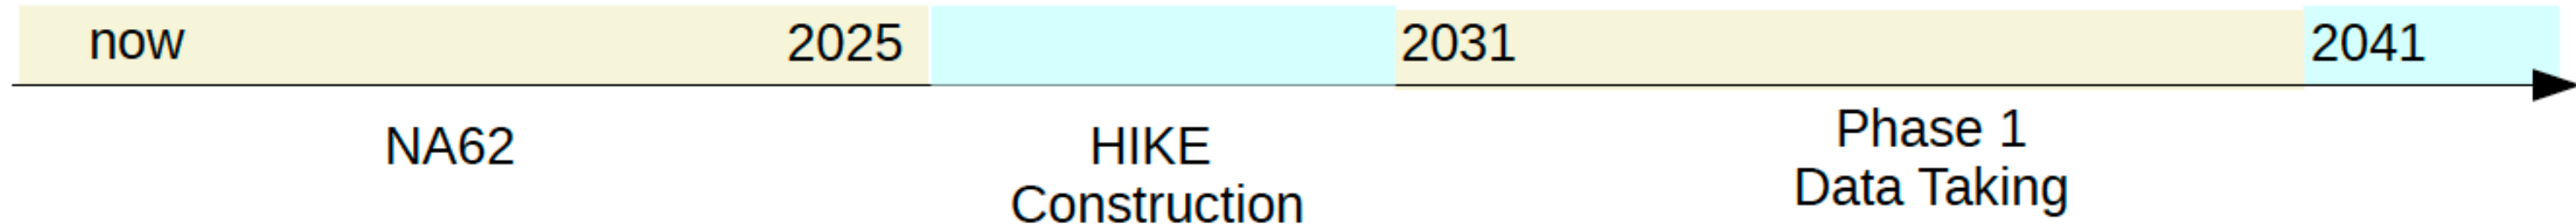 now 2025 2031 2041
NA62
HIKE
Construction
Phase 1
Data Taking